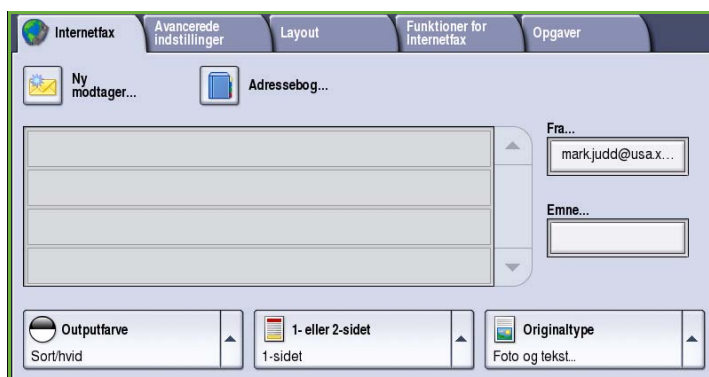 Internetfax
Avancerede
indstillinger
Layout
Funktioner for
Internetfax
Opgaver
Ny
modtager...
Adressebog...
Fra...
mark.judd@usa.x...
Emne...
Outputfarve
Sort/hvid
1- eller 2-sidet
1-sidet
Originaltype
Foto og tekst...